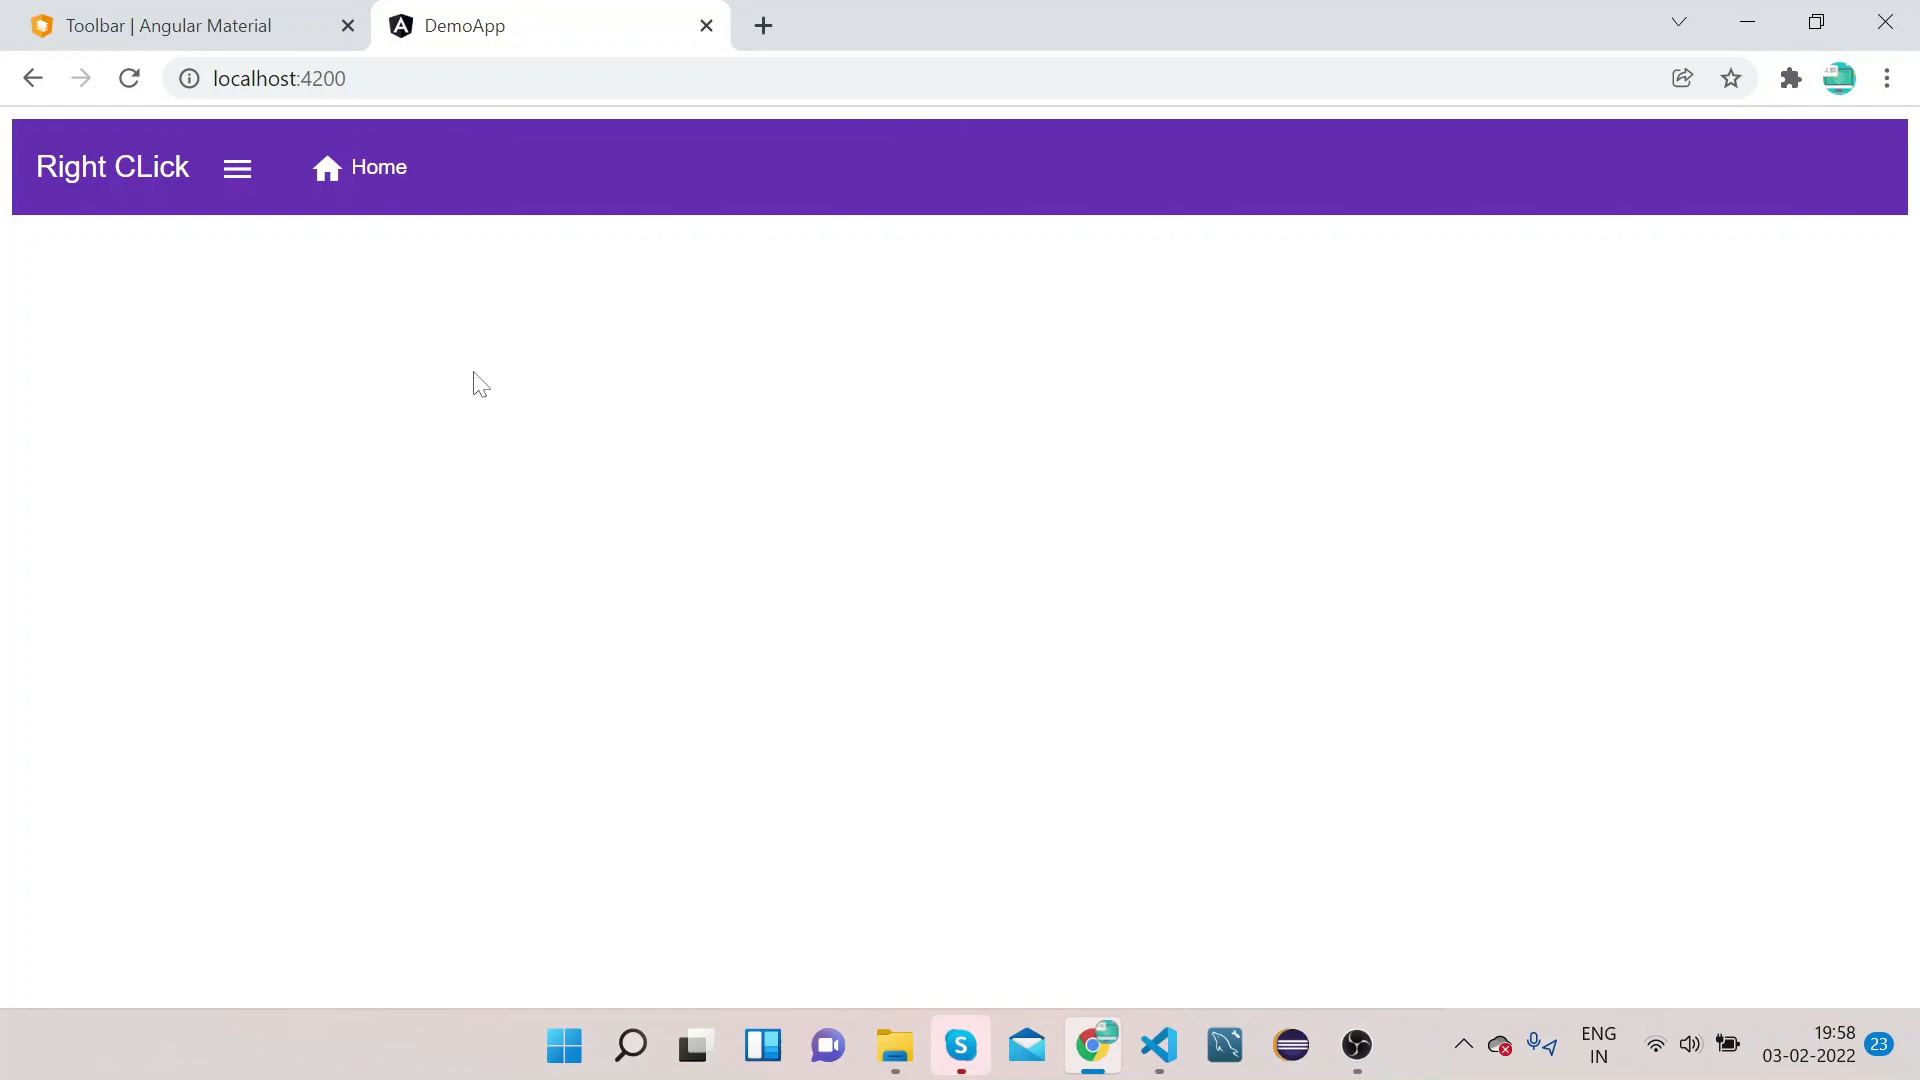 Toolbar | Angular Material
DemoApp
localhost:4200
Right CLick
Home
ENG
IN
19:58
03-02-2022
23